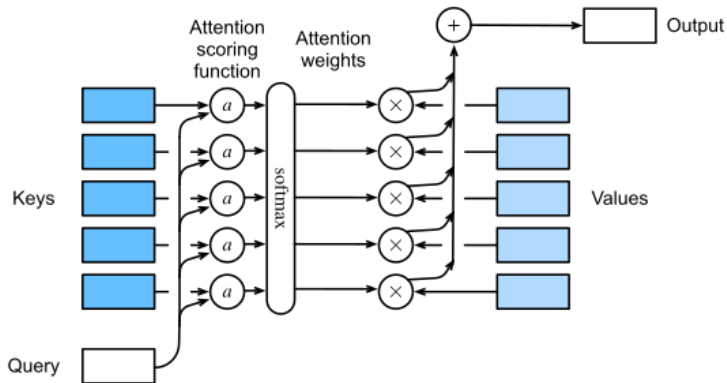 Attention
scoring
function
Attention
weights
+
Output
a
×
a
×
Keys
a
softmax
×
Values
a
×
a
×
Query